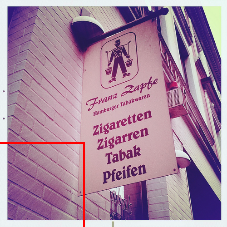 Franz Zapfe
Hamburger Tabakwaren
Zigaretten
Zigarren
Tabak
Pfeifen